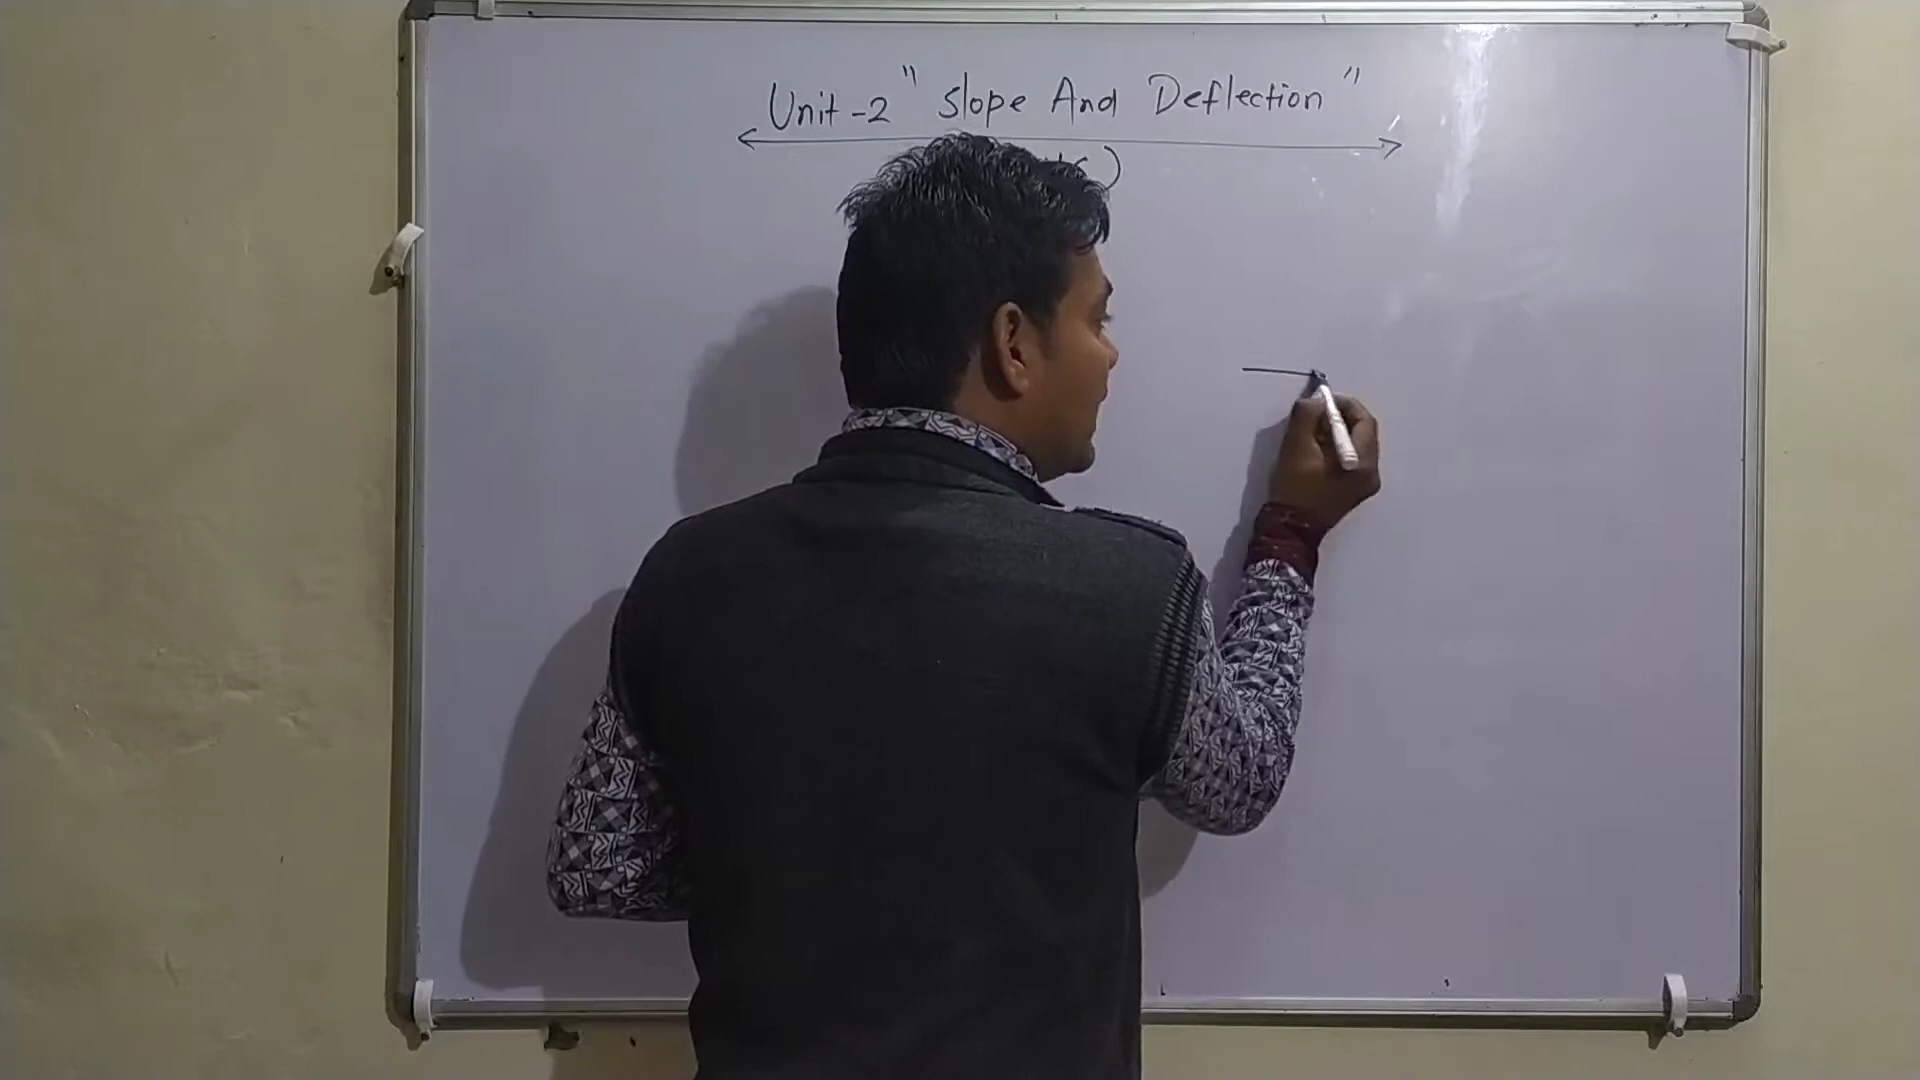 Unit-2 " Slope And Deflection "